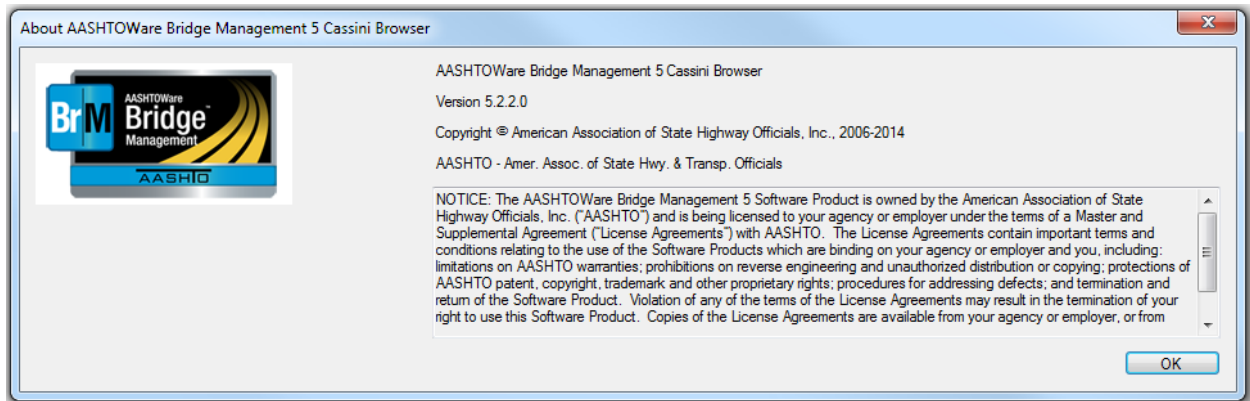 About AASHTOWare Bridge Management 5 Cassini Browser
X
BrM
AASHTOWare
Bridge™
Management
AASHTO
AASHTOWare Bridge Management 5 Cassini Browser
Version 5.2.2.0
Copyright © American Association of State Highway Officials, Inc., 2006-2014
AASHTO - Amer. Assoc. of State Hwy. & Transp. Officials
NOTICE: The AASHTOWare Bridge Management 5 Software Product is owned by the American Association of State
Highway Officials, Inc. ("AASHTO") and is being licensed to your agency or employer under the terms of a Master and
Supplemental Agreement ("License Agreements") with AASHTO. The License Agreements contain important terms and
conditions relating to the use of the Software Products which are binding on your agency or employer and you, including:
limitations on AASHTO warranties; prohibitions on reverse engineering and unauthorized distribution or copying; protections of
AASHTO patent, copyright, trademark and other proprietary rights; procedures for addressing defects; and termination and
return of the Software Product. Violation of any of the terms of the License Agreements may result in the termination of your
right to use this Software Product. Copies of the License Agreements are available from your agency or employer, or from
OK